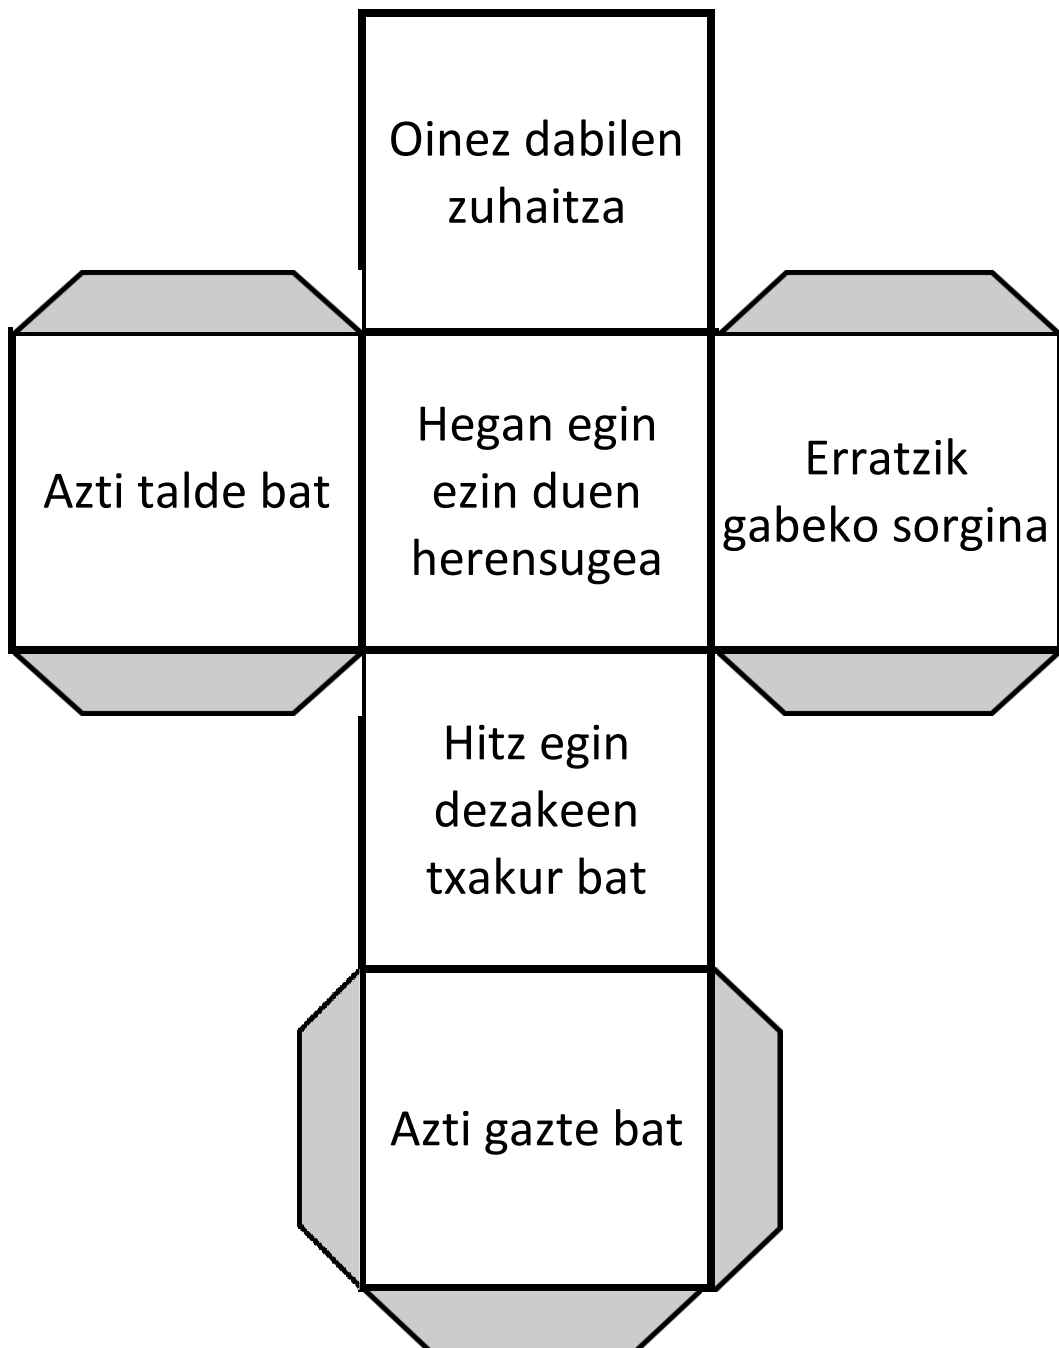 Oinez dabilen
zuhaitza
Azti talde bat
Hegan egin
ezin duen
herensugea
Erratzik
gabeko sorgina
Hitz egin
dezakeen
txakur bat
Azti gazte bat